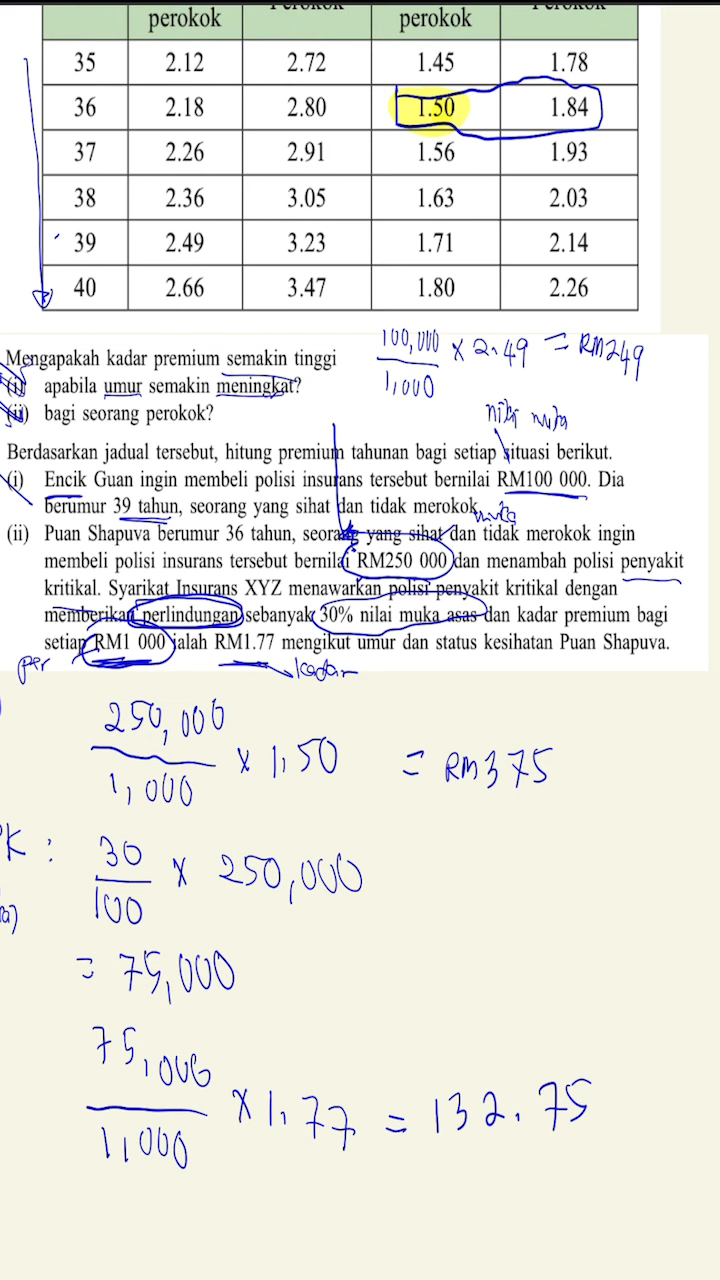 perokok Perokok perokok Perokok
35 2.12 2.72 1.45 1.78
36 2.18 2.80 1.50 1.84
37 2.26 2.91 1.56 1.93
38 2.36 3.05 1.63 2.03
39 2.49 3.23 1.71 2.14
40 2.66 3.47 1.80 2.26
100,000
/1,000 × 2.49 = RM249
Mengapakah kadar premium semakin tinggi
(i) apabila umur semakin meningkat?
(ii) bagi seorang perokok?
nilai muka
Berdasarkan jadual tersebut, hitung premium tahunan bagi setiap situasi berikut.
(i) Encik Guan ingin membeli polisi insurans tersebut bernilai RM100 000. Dia
berumur 39 tahun, seorang yang sihat dan tidak merokok.
muka
(ii) Puan Shapuva berumur 36 tahun, seorang yang sihat dan tidak merokok ingin
membeli polisi insurans tersebut bernilai RM250 000 dan menambah polisi penyakit
kritikal. Syarikat Insurans XYZ menawarkan polisi penyakit kritikal dengan
memberikan perlindungan sebanyak 30% nilai muka asas dan kadar premium bagi
setiap RM1 000 ialah RM1.77 mengikut umur dan status kesihatan Puan Shapuva.
per kadar
250,000
/1,000 × 1.50 = RM375
PK : 30
/100 × 250,000
= 75,000
75,000
/1,000 × 1.77 = 132.75